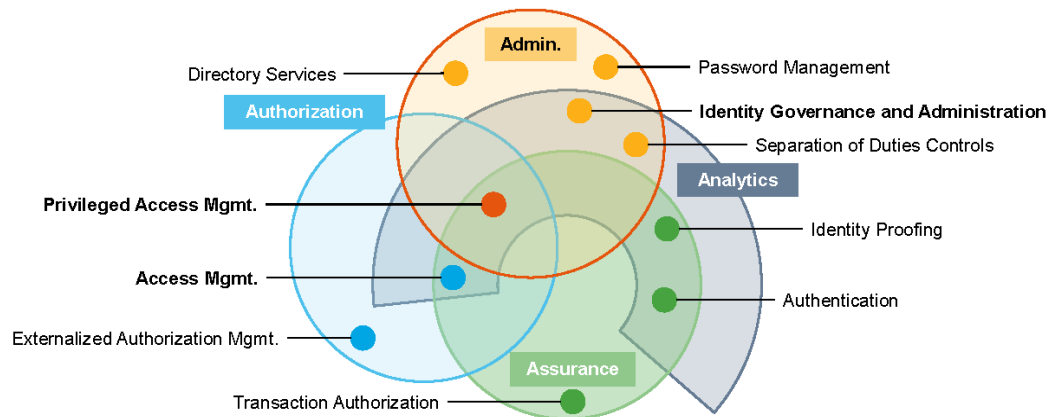 Admin.
Directory Services
Password Management
Authorization
Identity Governance and Administration
Separation of Duties Controls
Analytics
Privileged Access Mgmt.
Identity Proofing
Access Mgmt.
Authentication
Externalized Authorization Mgmt.
Assurance
Transaction Authorization